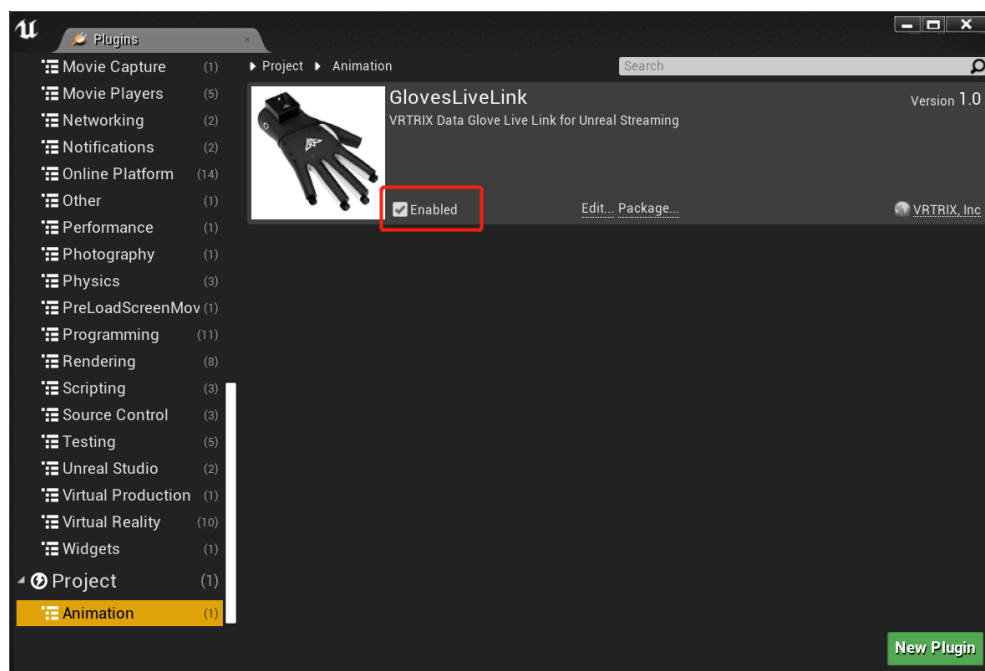 Plugins
Movie Capture (1)
Movie Players (5)
Networking (2)
Notifications (2)
Online Platform (14)
Other (1)
Performance (1)
Photography (1)
Physics (3)
PreLoadScreenMov (1)
Programming (11)
Rendering (8)
Scripting (3)
Source Control (3)
Testing (5)
Unreal Studio (2)
Virtual Production (1)
Virtual Reality (10)
Widgets (1)
Project (1)
Animation (1)
Project Animation
Search
GlovesLiveLink
Version 1.0
VRTRIX Data Glove Live Link for Unreal Streaming
Enabled
Edit... Package...
VRTRIX, Inc
New Plugin